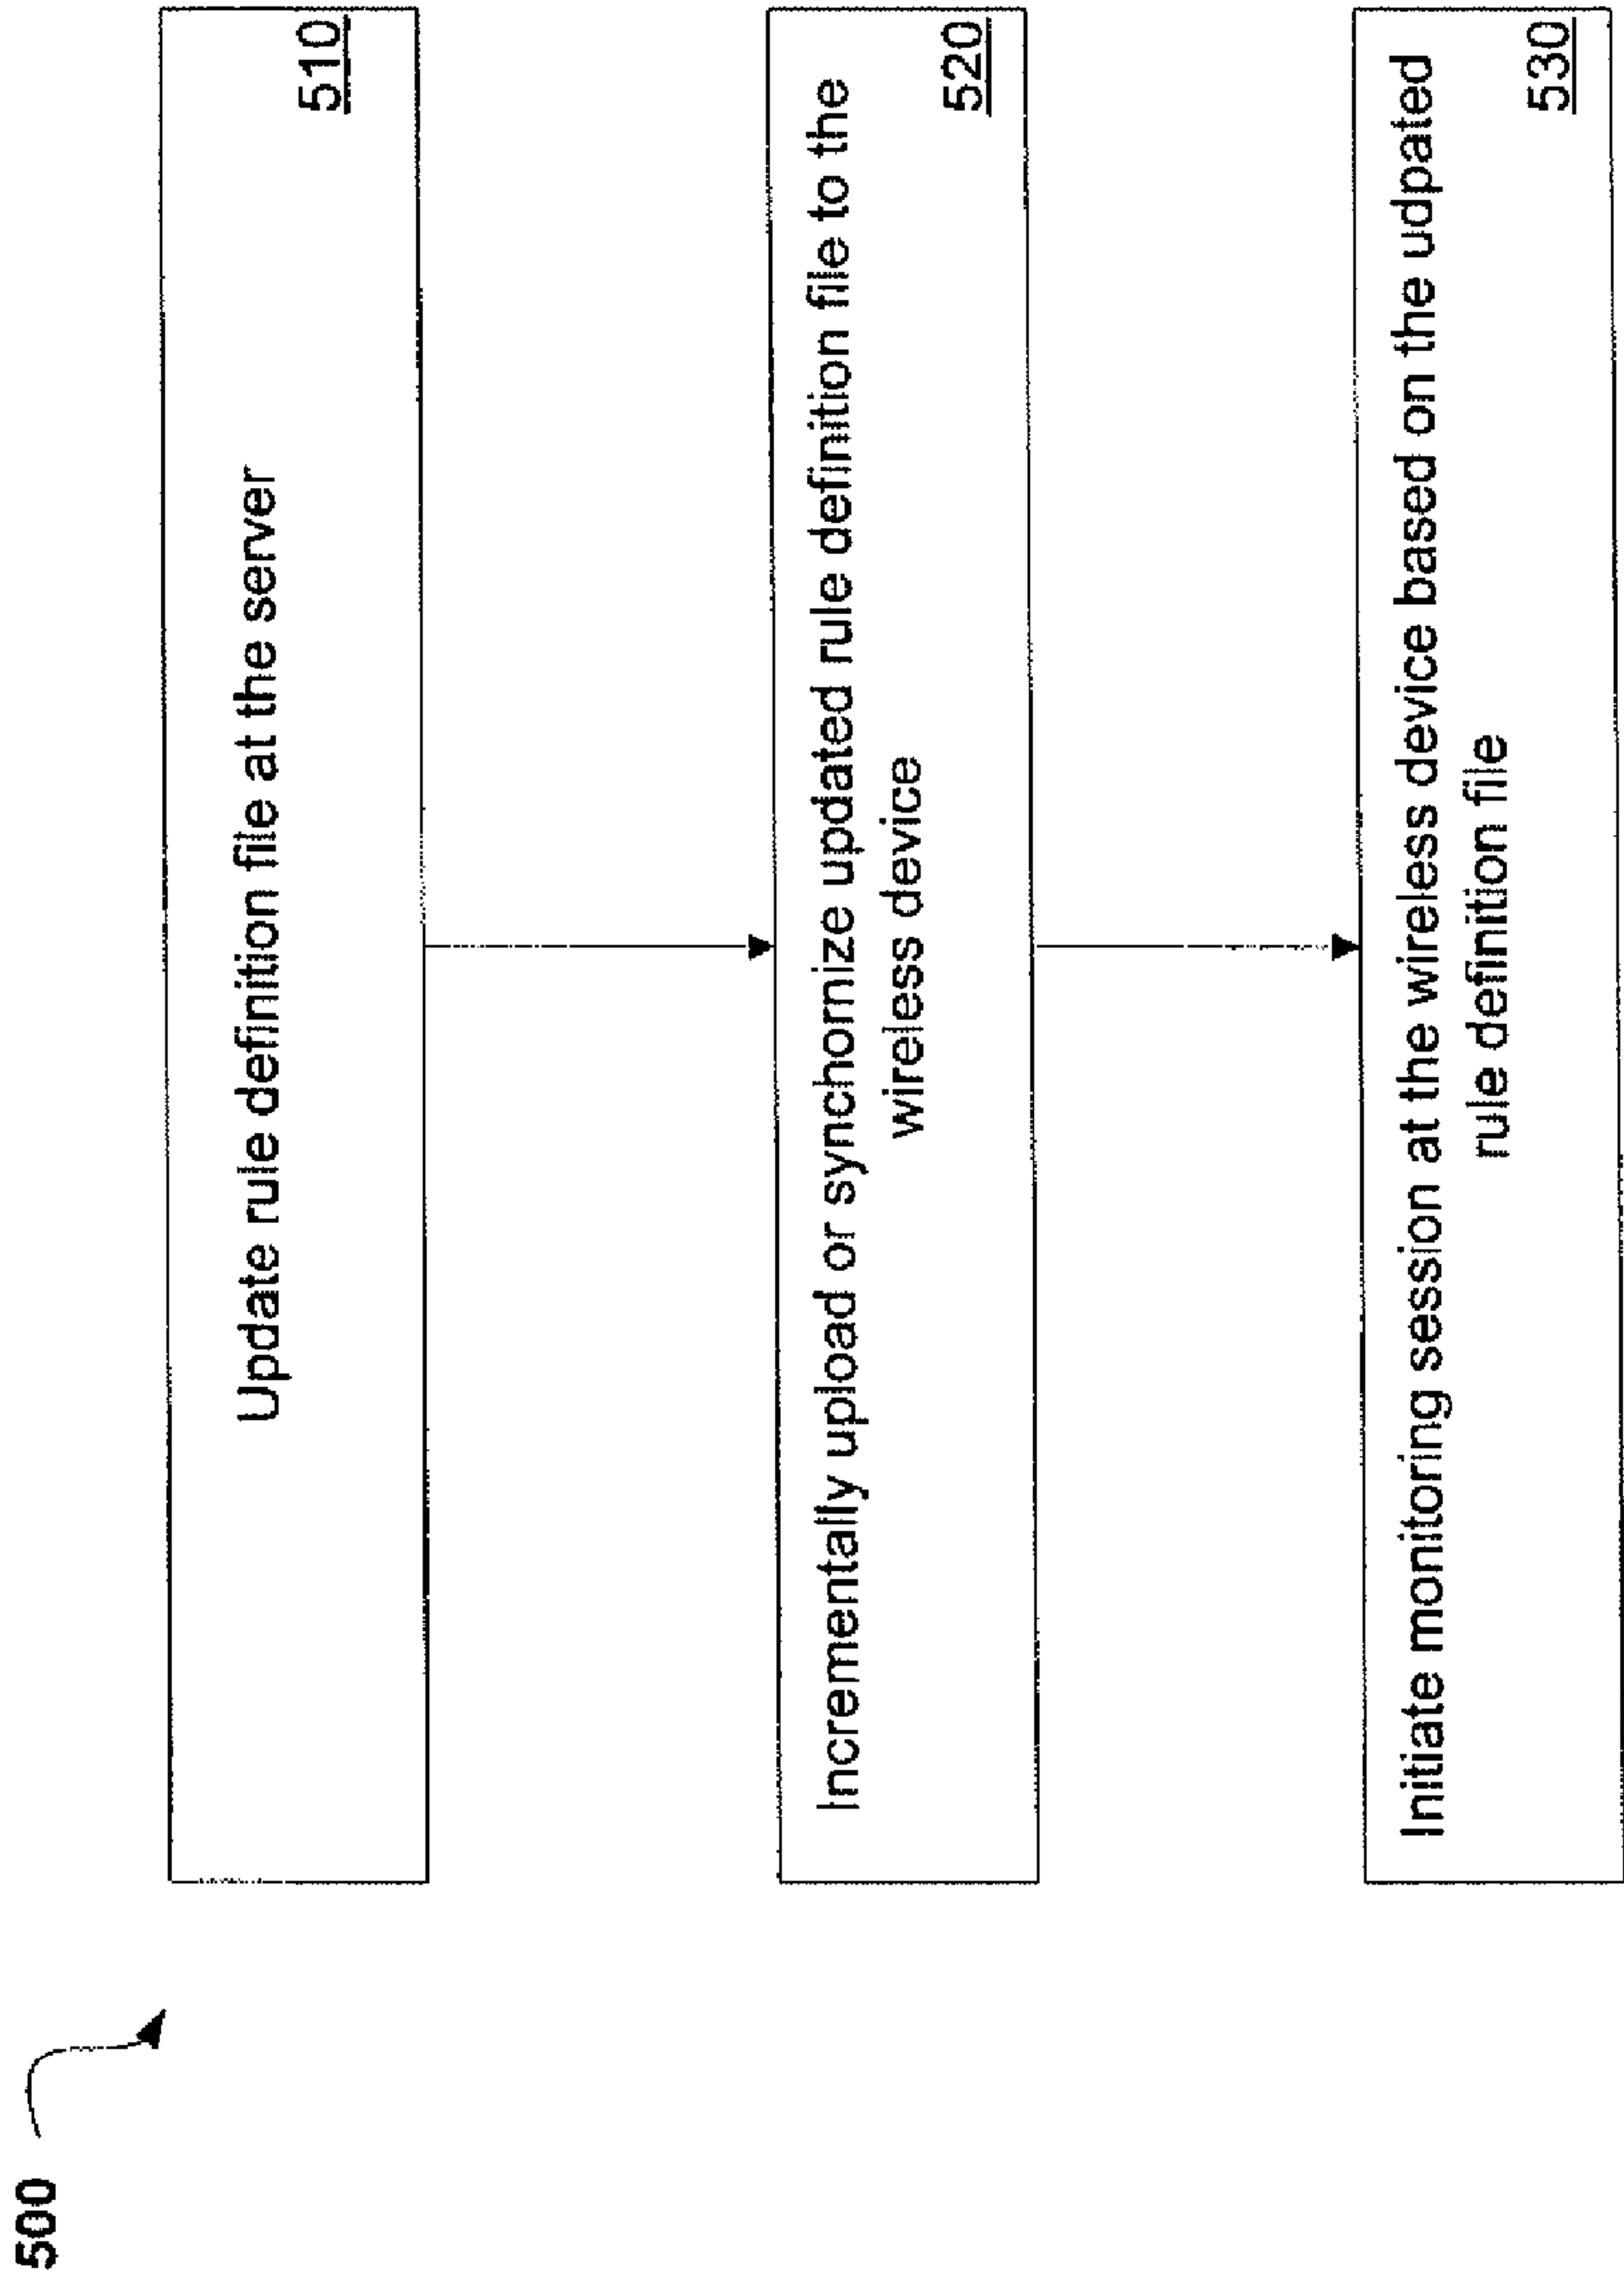 500
Update rule definition file at the server
510
Incrementally upload or synchornize updated rule definition file to the
wireless device
520
Initiate monitoring session at the wireless device based on the udpated
rule definition file
530